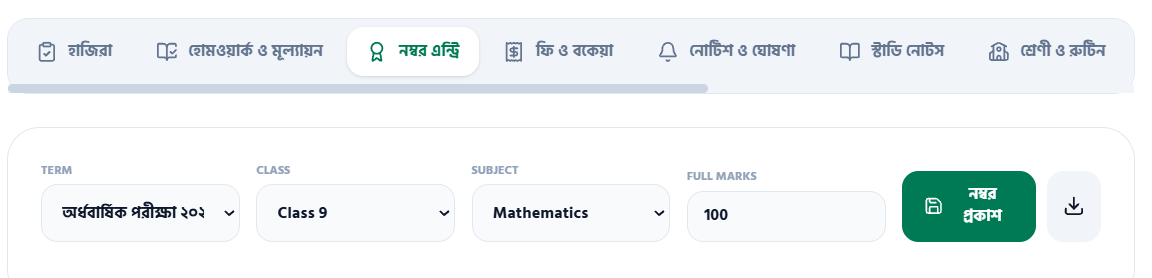 হাজিরা হোমওয়ার্ক ও মূল্যায়ন নম্বর এন্ট্রি ফি ও বকেয়া নোটিশ ও ঘোষণা স্টাডি নোটস শ্রেণী ও রুটিন
TERM CLASS SUBJECT FULL MARKS
অর্ধবার্ষিক পরীক্ষা ২০২ Class 9 Mathematics 100
নম্বর
প্রকাশ